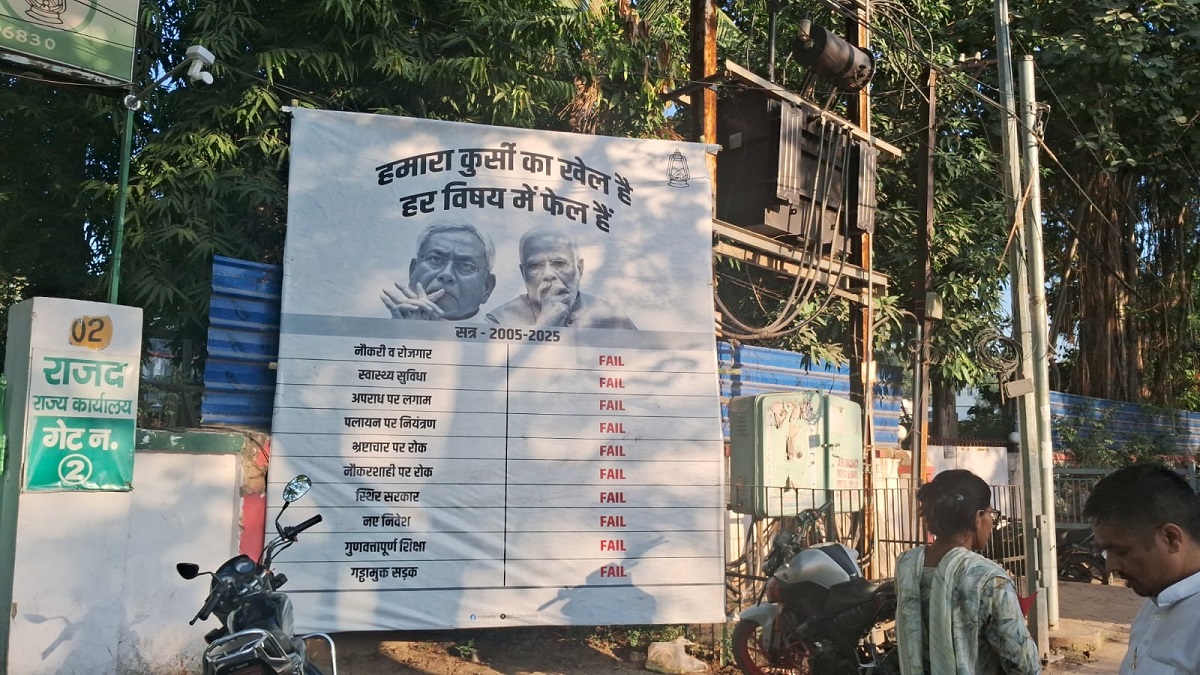 6830
02
राजद
राज्य कार्यालय
गेट न.
2
हमारा कुर्सी का खेल है
हर विषय में फेल हैं
सत्र - 2005-2025
नौकरी व रोजगार FAIL
स्वास्थ्य सुविधा FAIL
अपराध पर लगाम FAIL
पलायन पर नियंत्रण FAIL
भ्रष्टाचार पर रोक FAIL
नौकरशाही पर रोक FAIL
स्थिर सरकार FAIL
नए निवेश FAIL
गुणवत्तापूर्ण शिक्षा FAIL
गड्ढामुक्त सड़क FAIL